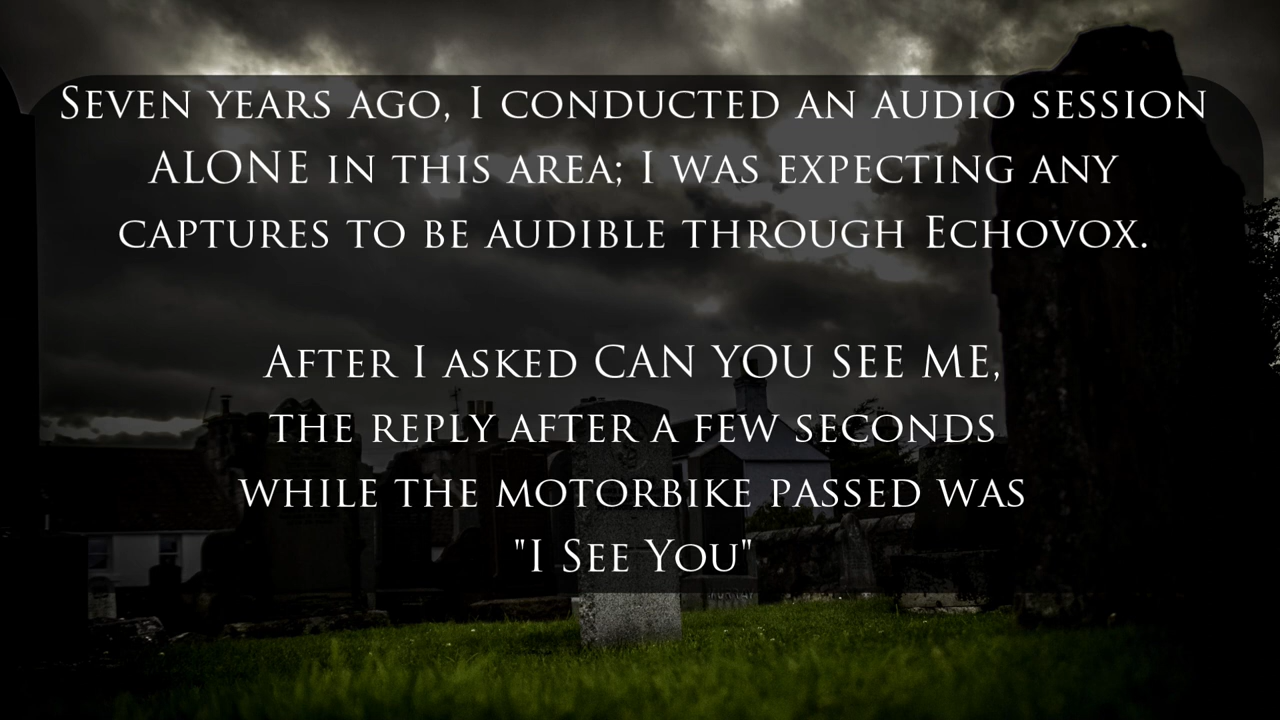 Seven years ago, I conducted an audio session
ALONE in this area; I was expecting any
captures to be audible through Echovox.
After I asked CAN YOU SEE ME,
the reply after a few seconds
while the motorbike passed was
"I See You"